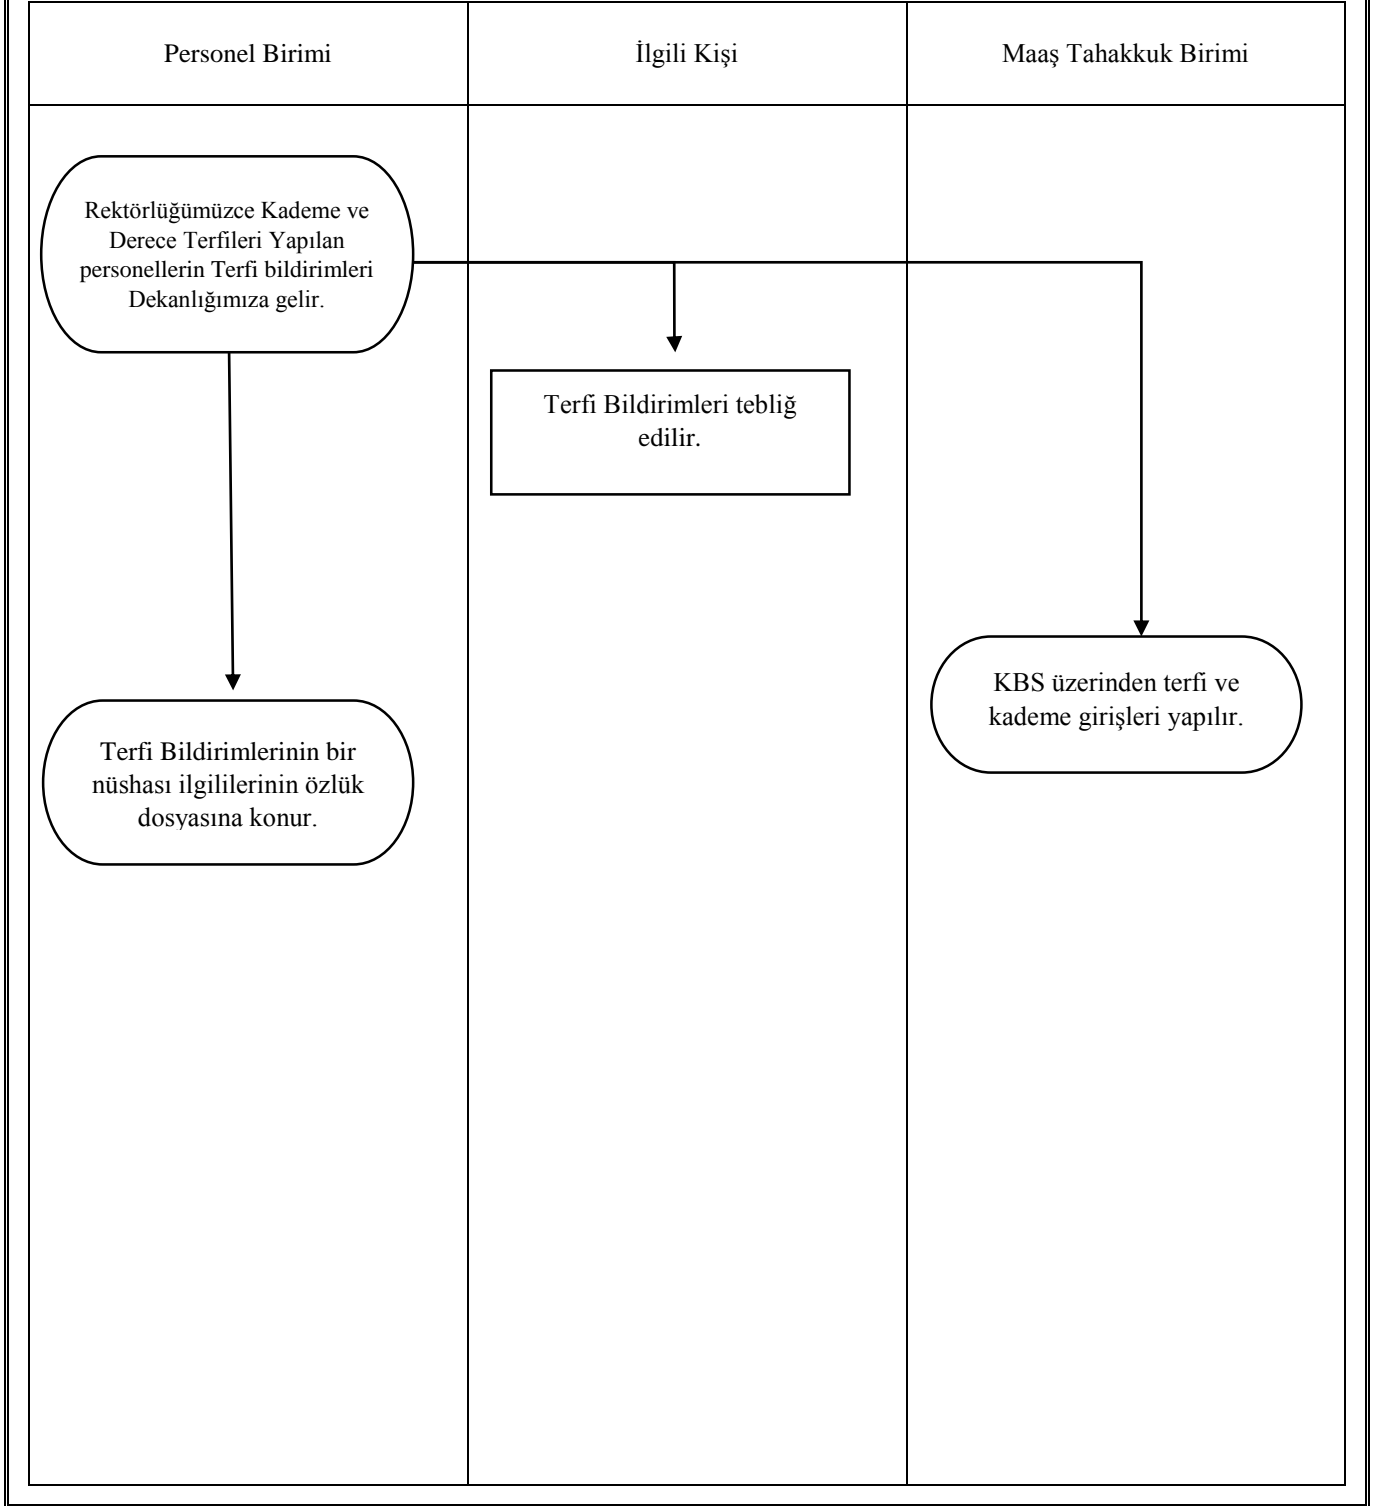 Personel Birimi
İlgili Kişi
Maaş Tahakkuk Birimi
Rektörlüğümüzce Kademe ve
Derece Terfileri Yapılan
personellerin Terfi bildirimleri
Dekanlığımıza gelir.
Terfi Bildirimleri tebliğ
edilir.
KBS üzerinden terfi ve
kademe girişleri yapılır.
Terfi Bildirimlerinin bir
nüshası ilgililerinin özlük
dosyasına konur.